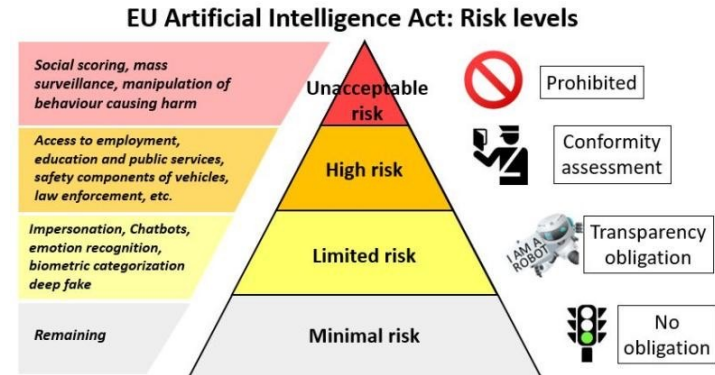 EU Artificial Intelligence Act: Risk levels
Social scoring, mass
surveillance, manipulation of
behaviour causing harm
Unacceptable
risk
Prohibited
Access to employment,
education and public services,
safety components of vehicles,
law enforcement, etc.
High risk
Conformity
assessment
Impersonation, Chatbots,
emotion recognition,
biometric categorization
deep fake
Limited risk
I AM A
ROBOT
Transparency
obligation
Remaining
Minimal risk
No
obligation